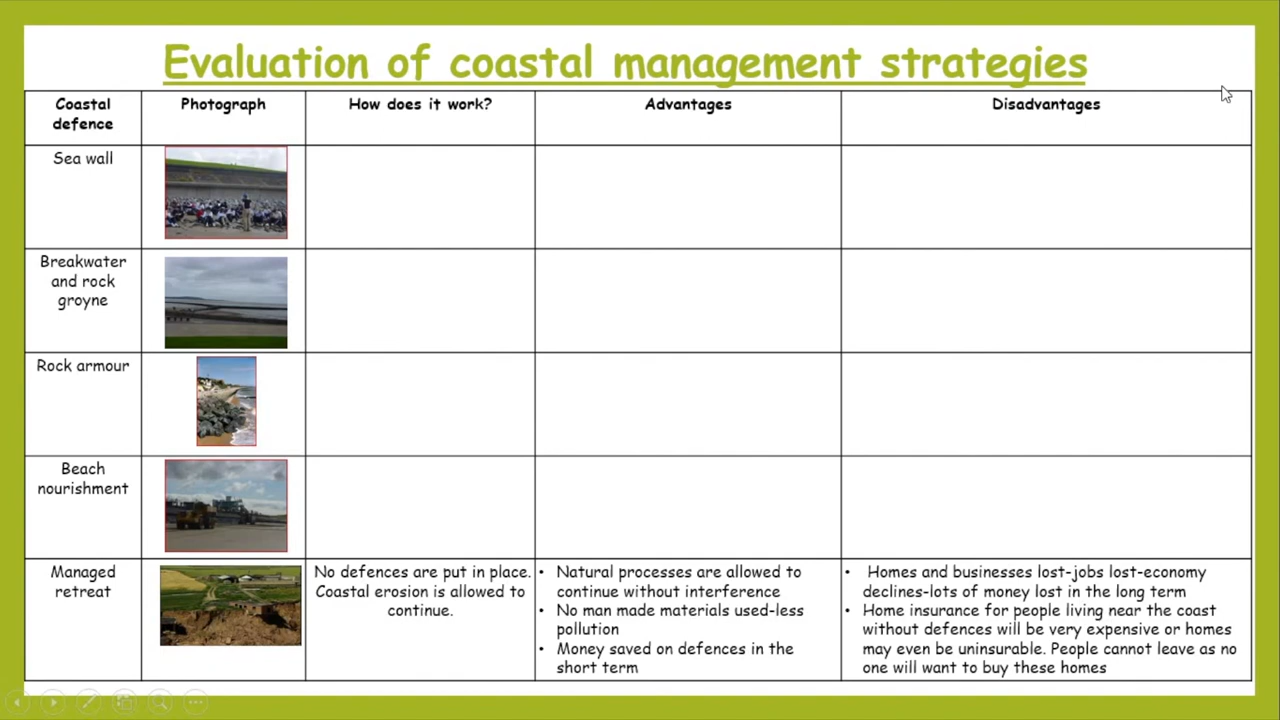 Evaluation of coastal management strategies
Coastal
defence
Photograph
How does it work?
Advantages
Disadvantages
Sea wall
Breakwater
and rock
groyne
Rock armour
Beach
nourishment
Managed
retreat
No defences are put in place.
Coastal erosion is allowed to
continue.
• Natural processes are allowed to
continue without interference
• No man made materials used-less
pollution
• Money saved on defences in the
short term
• Homes and businesses lost-jobs lost-economy
declines-lots of money lost in the long term
• Home insurance for people living near the coast
without defences will be very expensive or homes
may even be uninsurable. People cannot leave as no
one will want to buy these homes